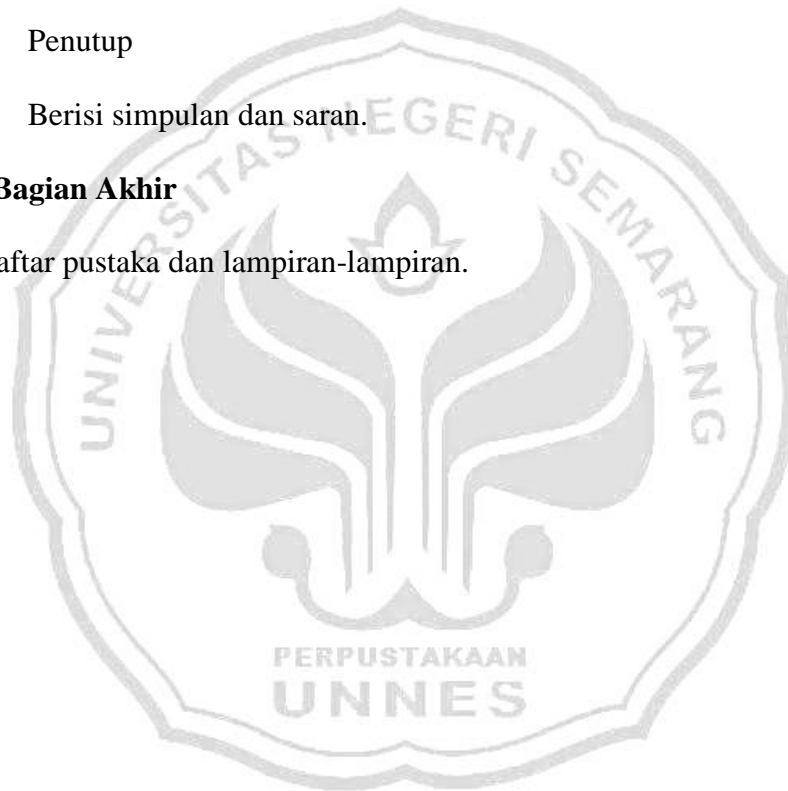 Penutup
Berisi simpulan dan saran.
Bagian Akhir
aftar pustaka dan lampiran-lampiran.
UNIVERSITAS NEGERI SEMARANG
PERPUSTAKAAN
UNNES